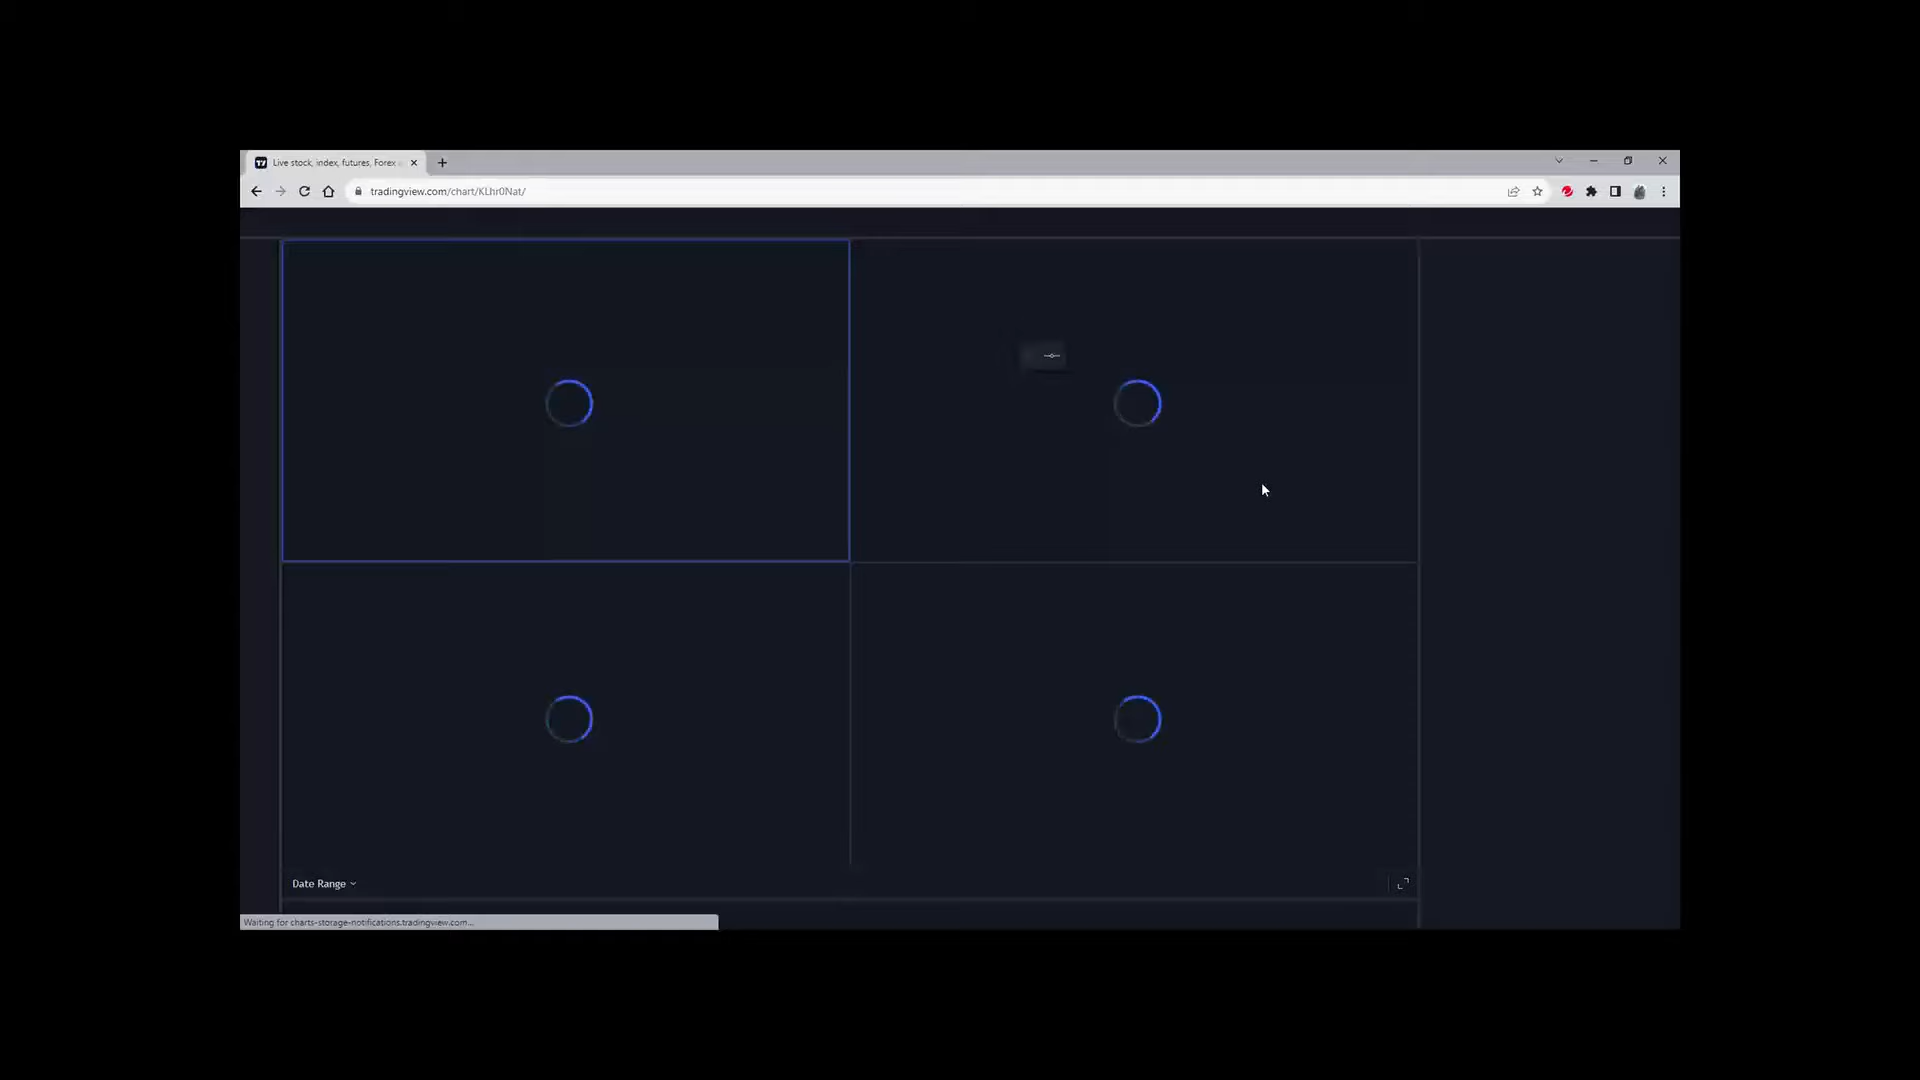 Live stock, index, futures, Forex
tradingview.com/chart/KLhr0Nat/
Date Range
Waiting for charts-storage-notifications.tradingview.com...